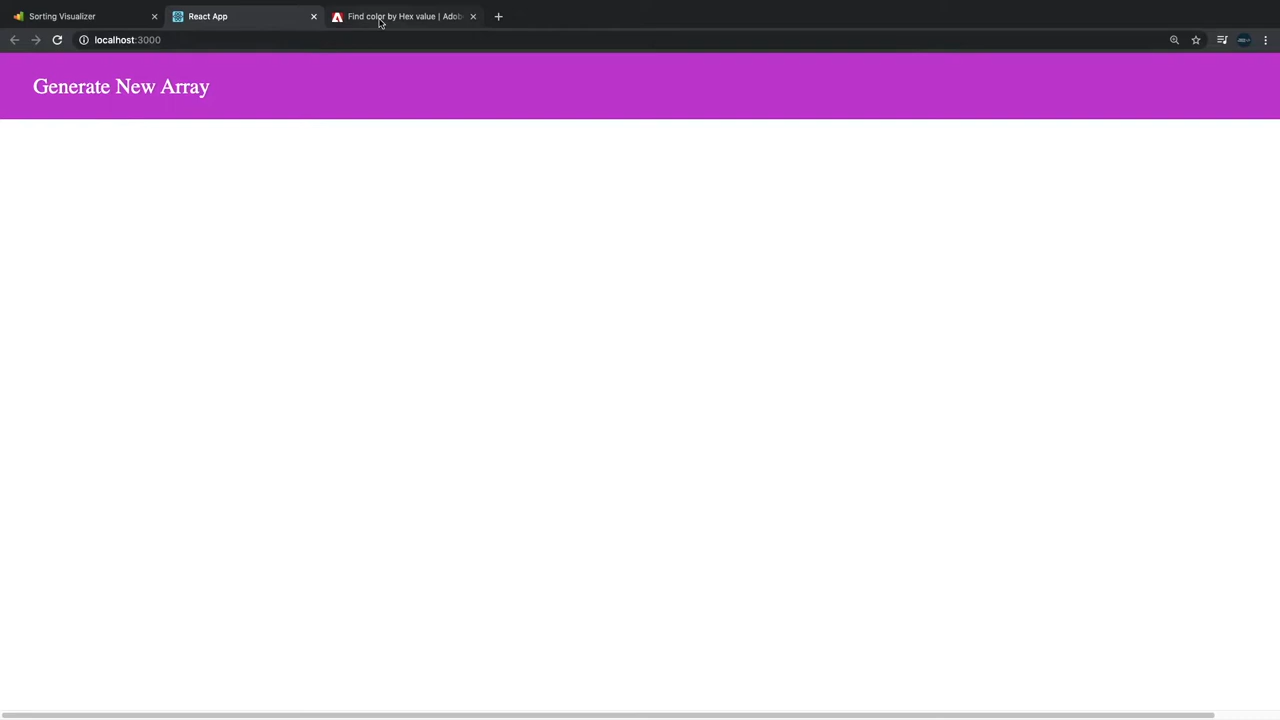 Sorting Visualizer
React App
Find color by Hex value | Adob
localhost:3000
Generate New Array